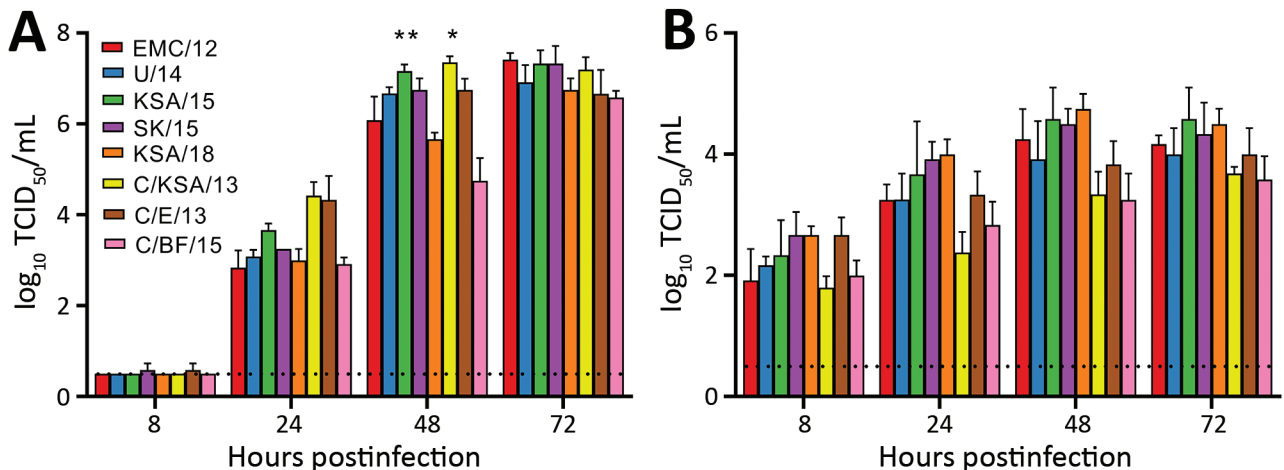 A
log10 TCID50/mL
8
6
4
2
0
EMC/12
U/14
KSA/15
SK/15
KSA/18
C/KSA/13
C/E/13
C/BF/15
** *
8 24 48 72
Hours postinfection
B
log10 TCID50/mL
6
4
2
0
8 24 48 72
Hours postinfection